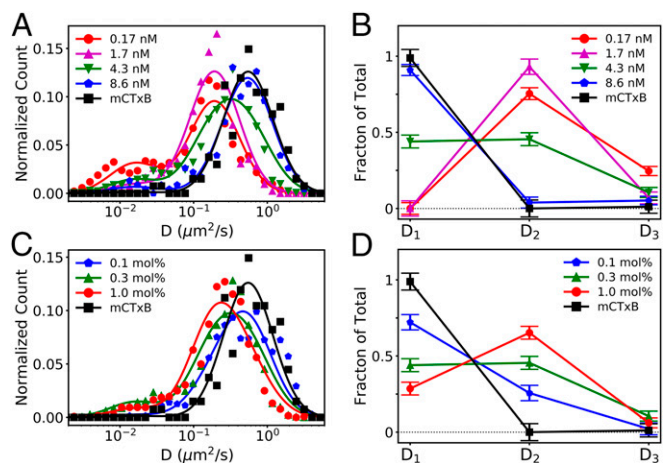 A
0.15
0.10
0.05
0.00
Normalized Count
0.17 nM
1.7 nM
4.3 nM
8.6 nM
mCTxB
10⁻² 10⁻¹ 10⁰
D (μm²/s)
B
1
0.5
0
Fracton of Total
0.17 nM
1.7 nM
4.3 nM
8.6 nM
mCTxB
D₁ D₂ D₃
C
0.15
0.10
0.05
0.00
Normalized Count
0.1 mol%
0.3 mol%
1.0 mol%
mCTxB
10⁻² 10⁻¹ 10⁰
D (μm²/s)
D
1
0.5
0
Fracton of Total
0.1 mol%
0.3 mol%
1.0 mol%
mCTxB
D₁ D₂ D₃